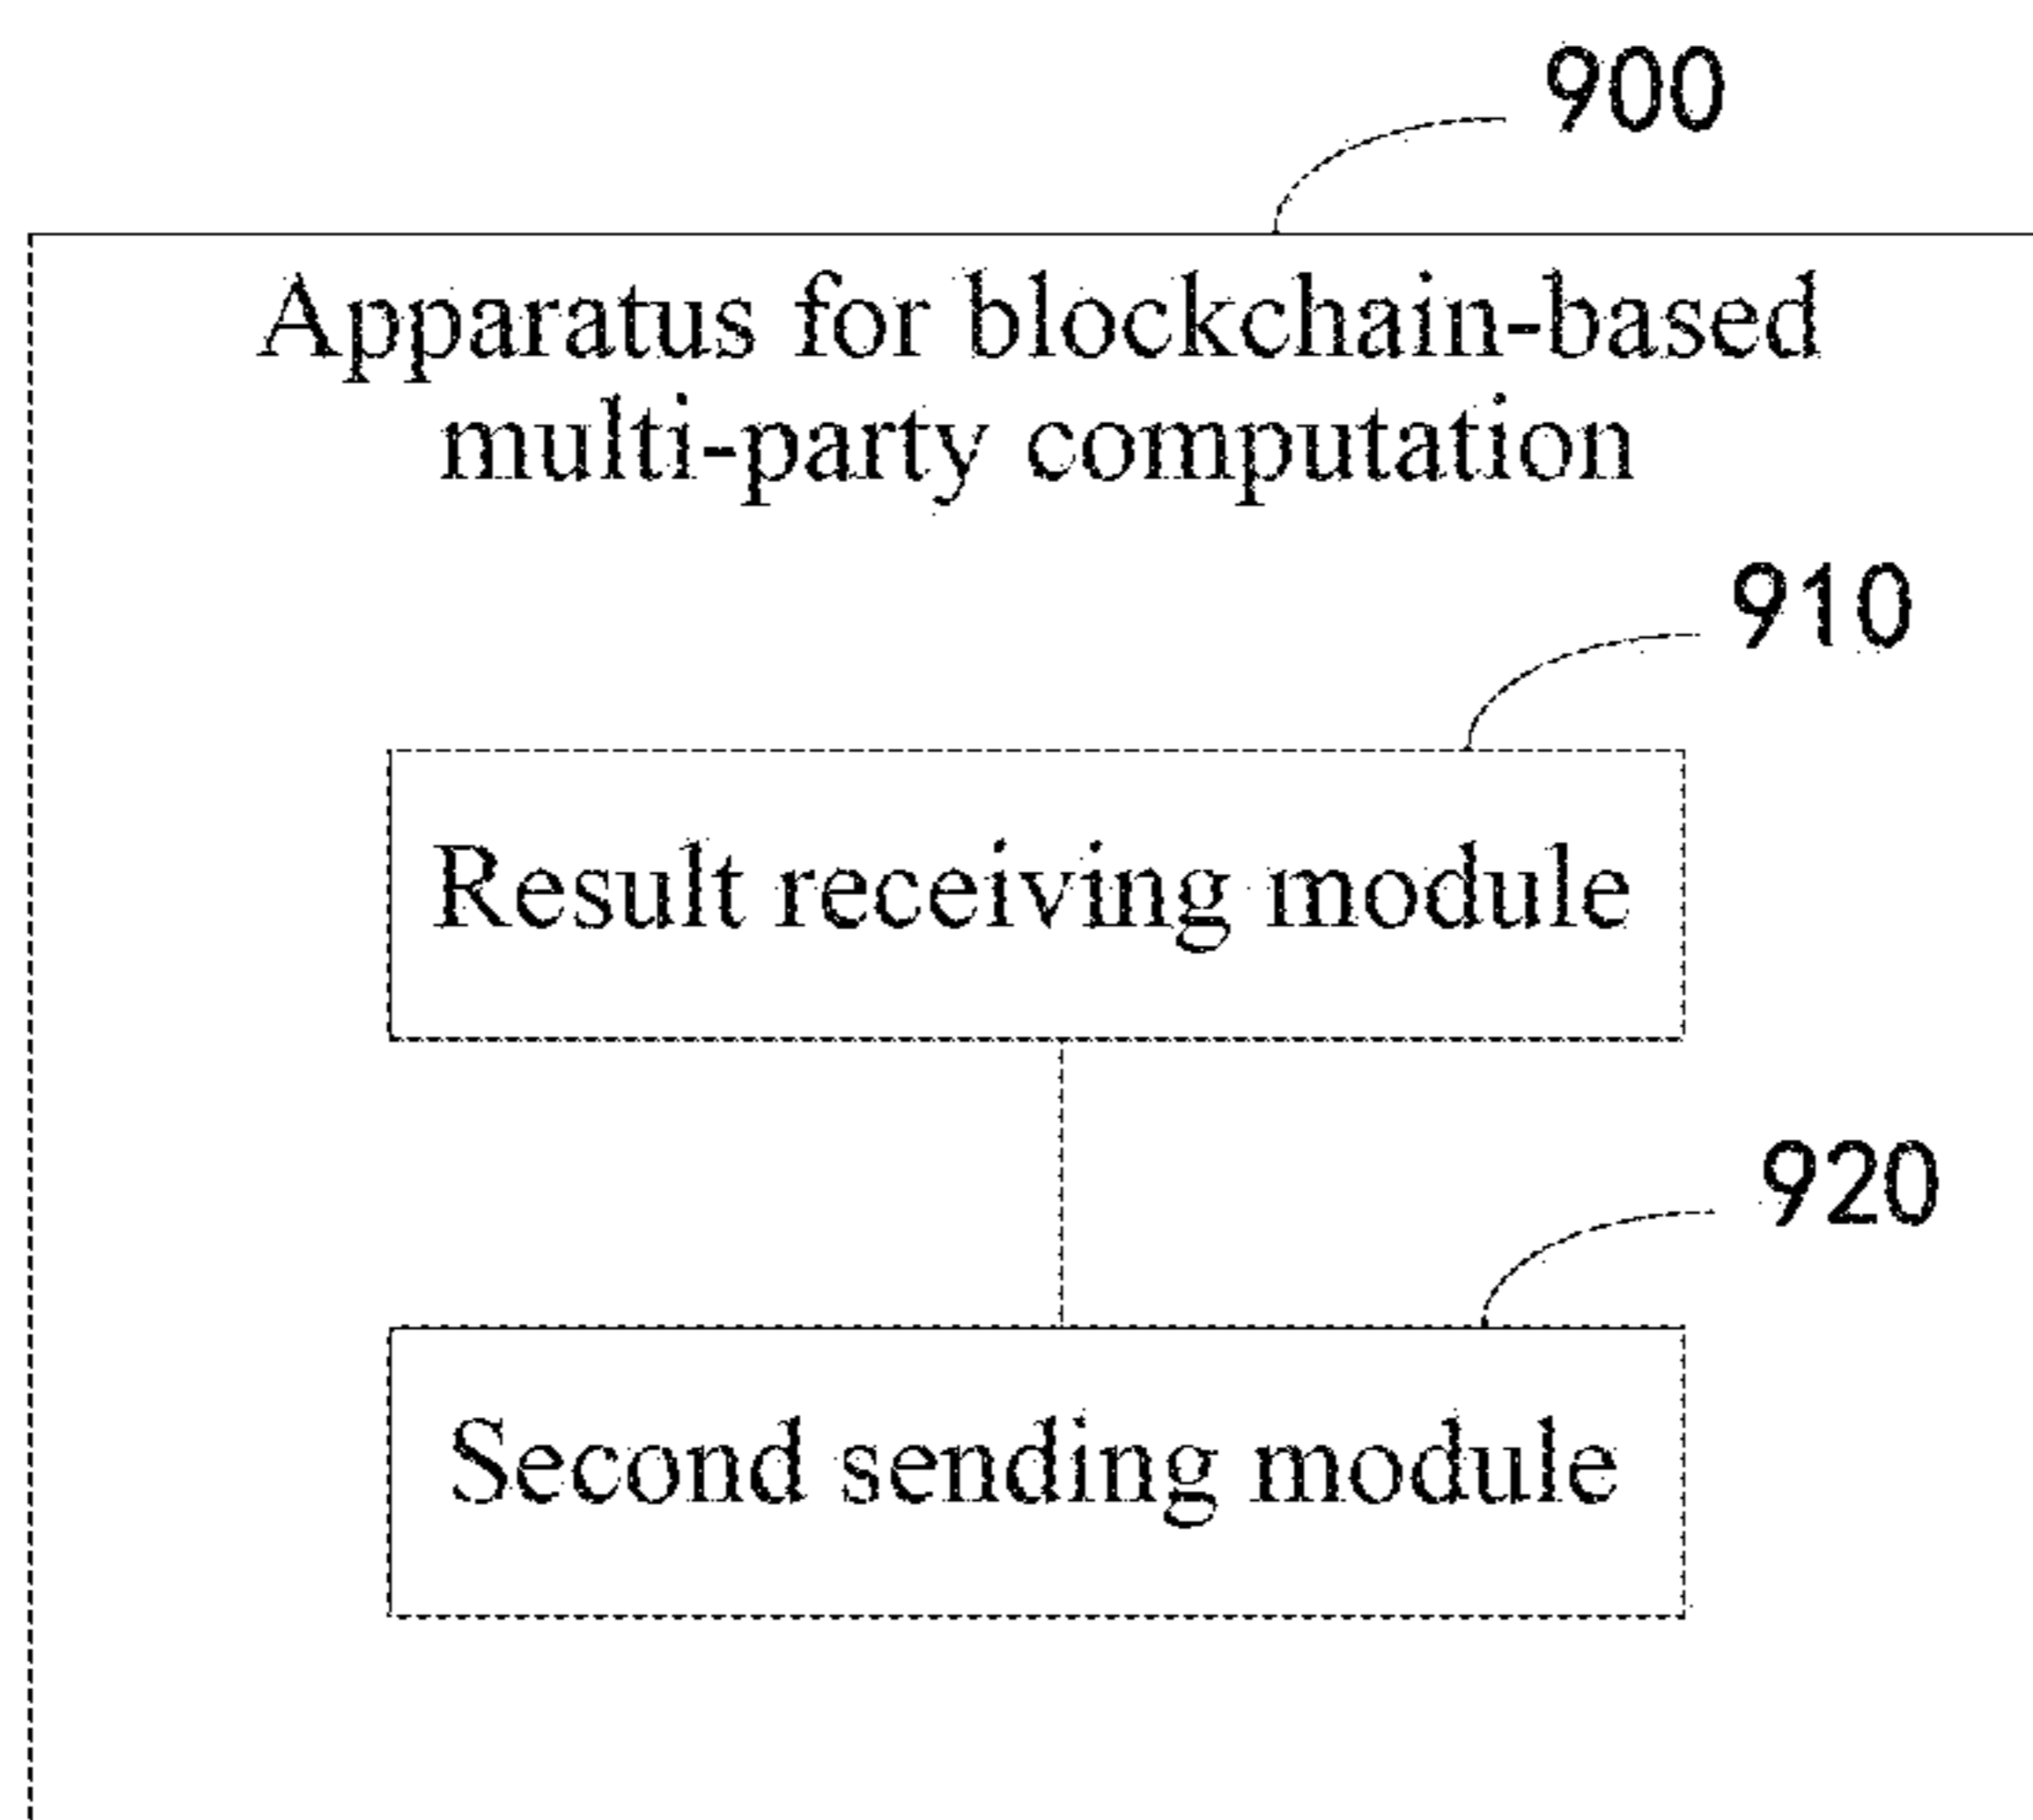 900
Apparatus for blockchain-based
multi-party computation
910
Result receiving module
920
Second sending module